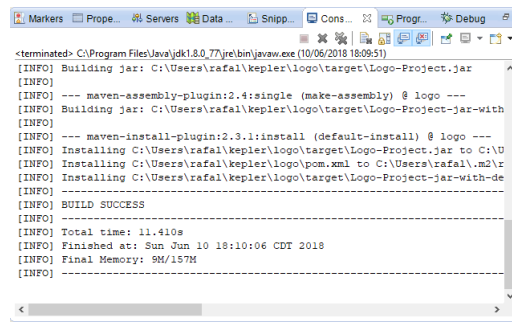 Markers Prope... Servers Data ... Snipp... Cons... Progr... Debug
<terminated> C:\Program Files\Java\jdk1.8.0_77\jre\bin\javaw.exe (10/06/2018 18:09:51)
[INFO] Building jar: C:\Users\rafal\kepler\logo\target\Logo-Project.jar
[INFO]
[INFO] --- maven-assembly-plugin:2.4:single (make-assembly) @ logo ---
[INFO] Building jar: C:\Users\rafal\kepler\logo\target\Logo-Project-jar-with
[INFO]
[INFO] --- maven-install-plugin:2.3.1:install (default-install) @ logo ---
[INFO] Installing C:\Users\rafal\kepler\logo\target\Logo-Project.jar to C:\U
[INFO] Installing C:\Users\rafal\kepler\logo\pom.xml to C:\Users\rafal\.m2\r
[INFO] Installing C:\Users\rafal\kepler\logo\target\Logo-Project-jar-with-de
[INFO] ------------------------------------------------------------------------
[INFO] BUILD SUCCESS
[INFO] ------------------------------------------------------------------------
[INFO] Total time: 11.410s
[INFO] Finished at: Sun Jun 10 18:10:06 CDT 2018
[INFO] Final Memory: 9M/157M
[INFO] ------------------------------------------------------------------------